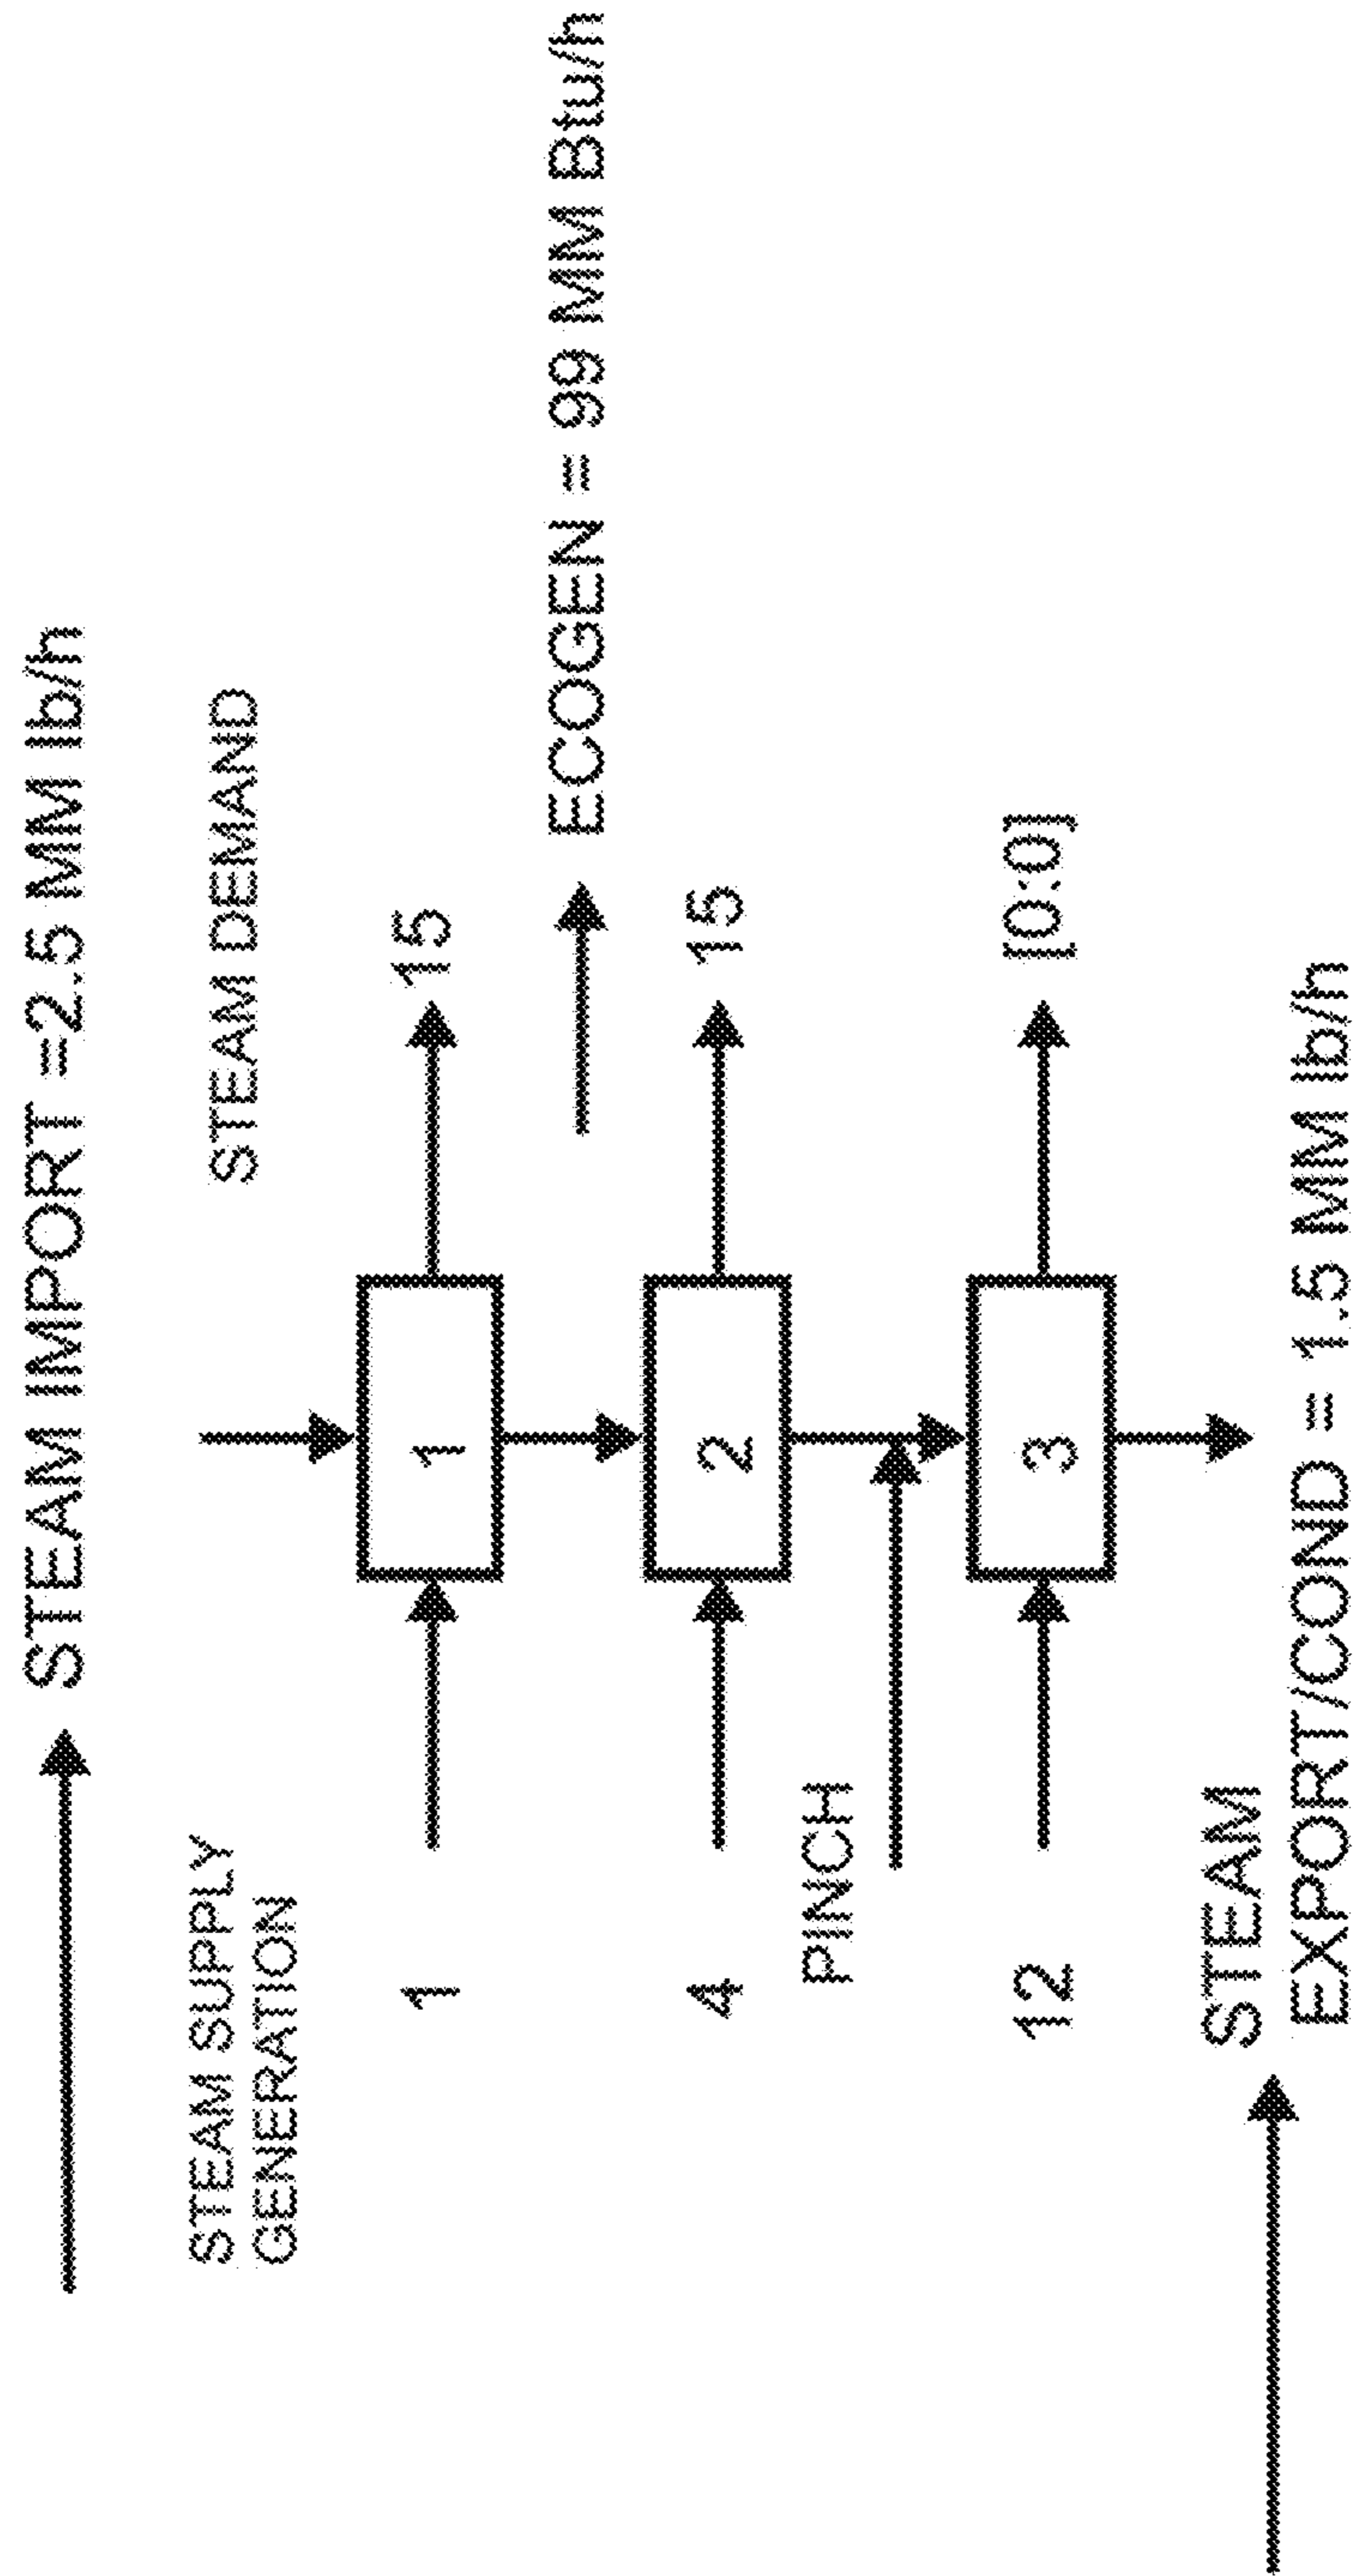 STEAM IMPORT =2.5 MM lb/h
STEAM SUPPLY
GENERATION
STEAM DEMAND
1
1
15
ECOGEN = 99 MM Btu/h
4
2
15
PINCH
12
3
[0:0]
STEAM
EXPORT/COND = 1.5 MM lb/h